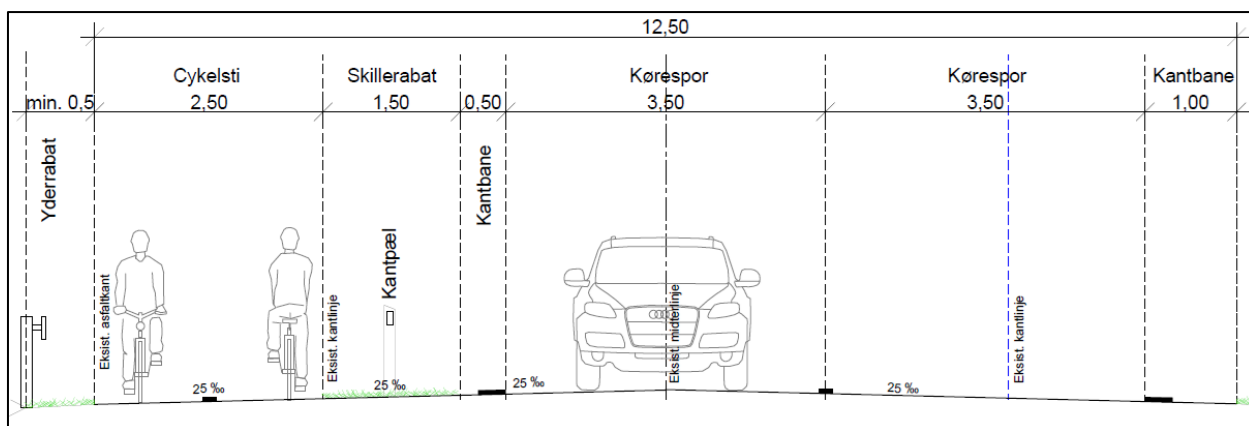 12,50
Cykelsti
Skillerabat
Kørespor
Kørespor
Kantbane
min. 0,5
2,50
1,50
0,50
3,50
3,50
1,00
Yderrabat
Kantbane
Kantpæl
Eksist. asfaltkant
Eksist. kantlinje
Eksist. midterlinje
Eksist. kantlinje
25 ‰
25 ‰
25 ‰
25 ‰